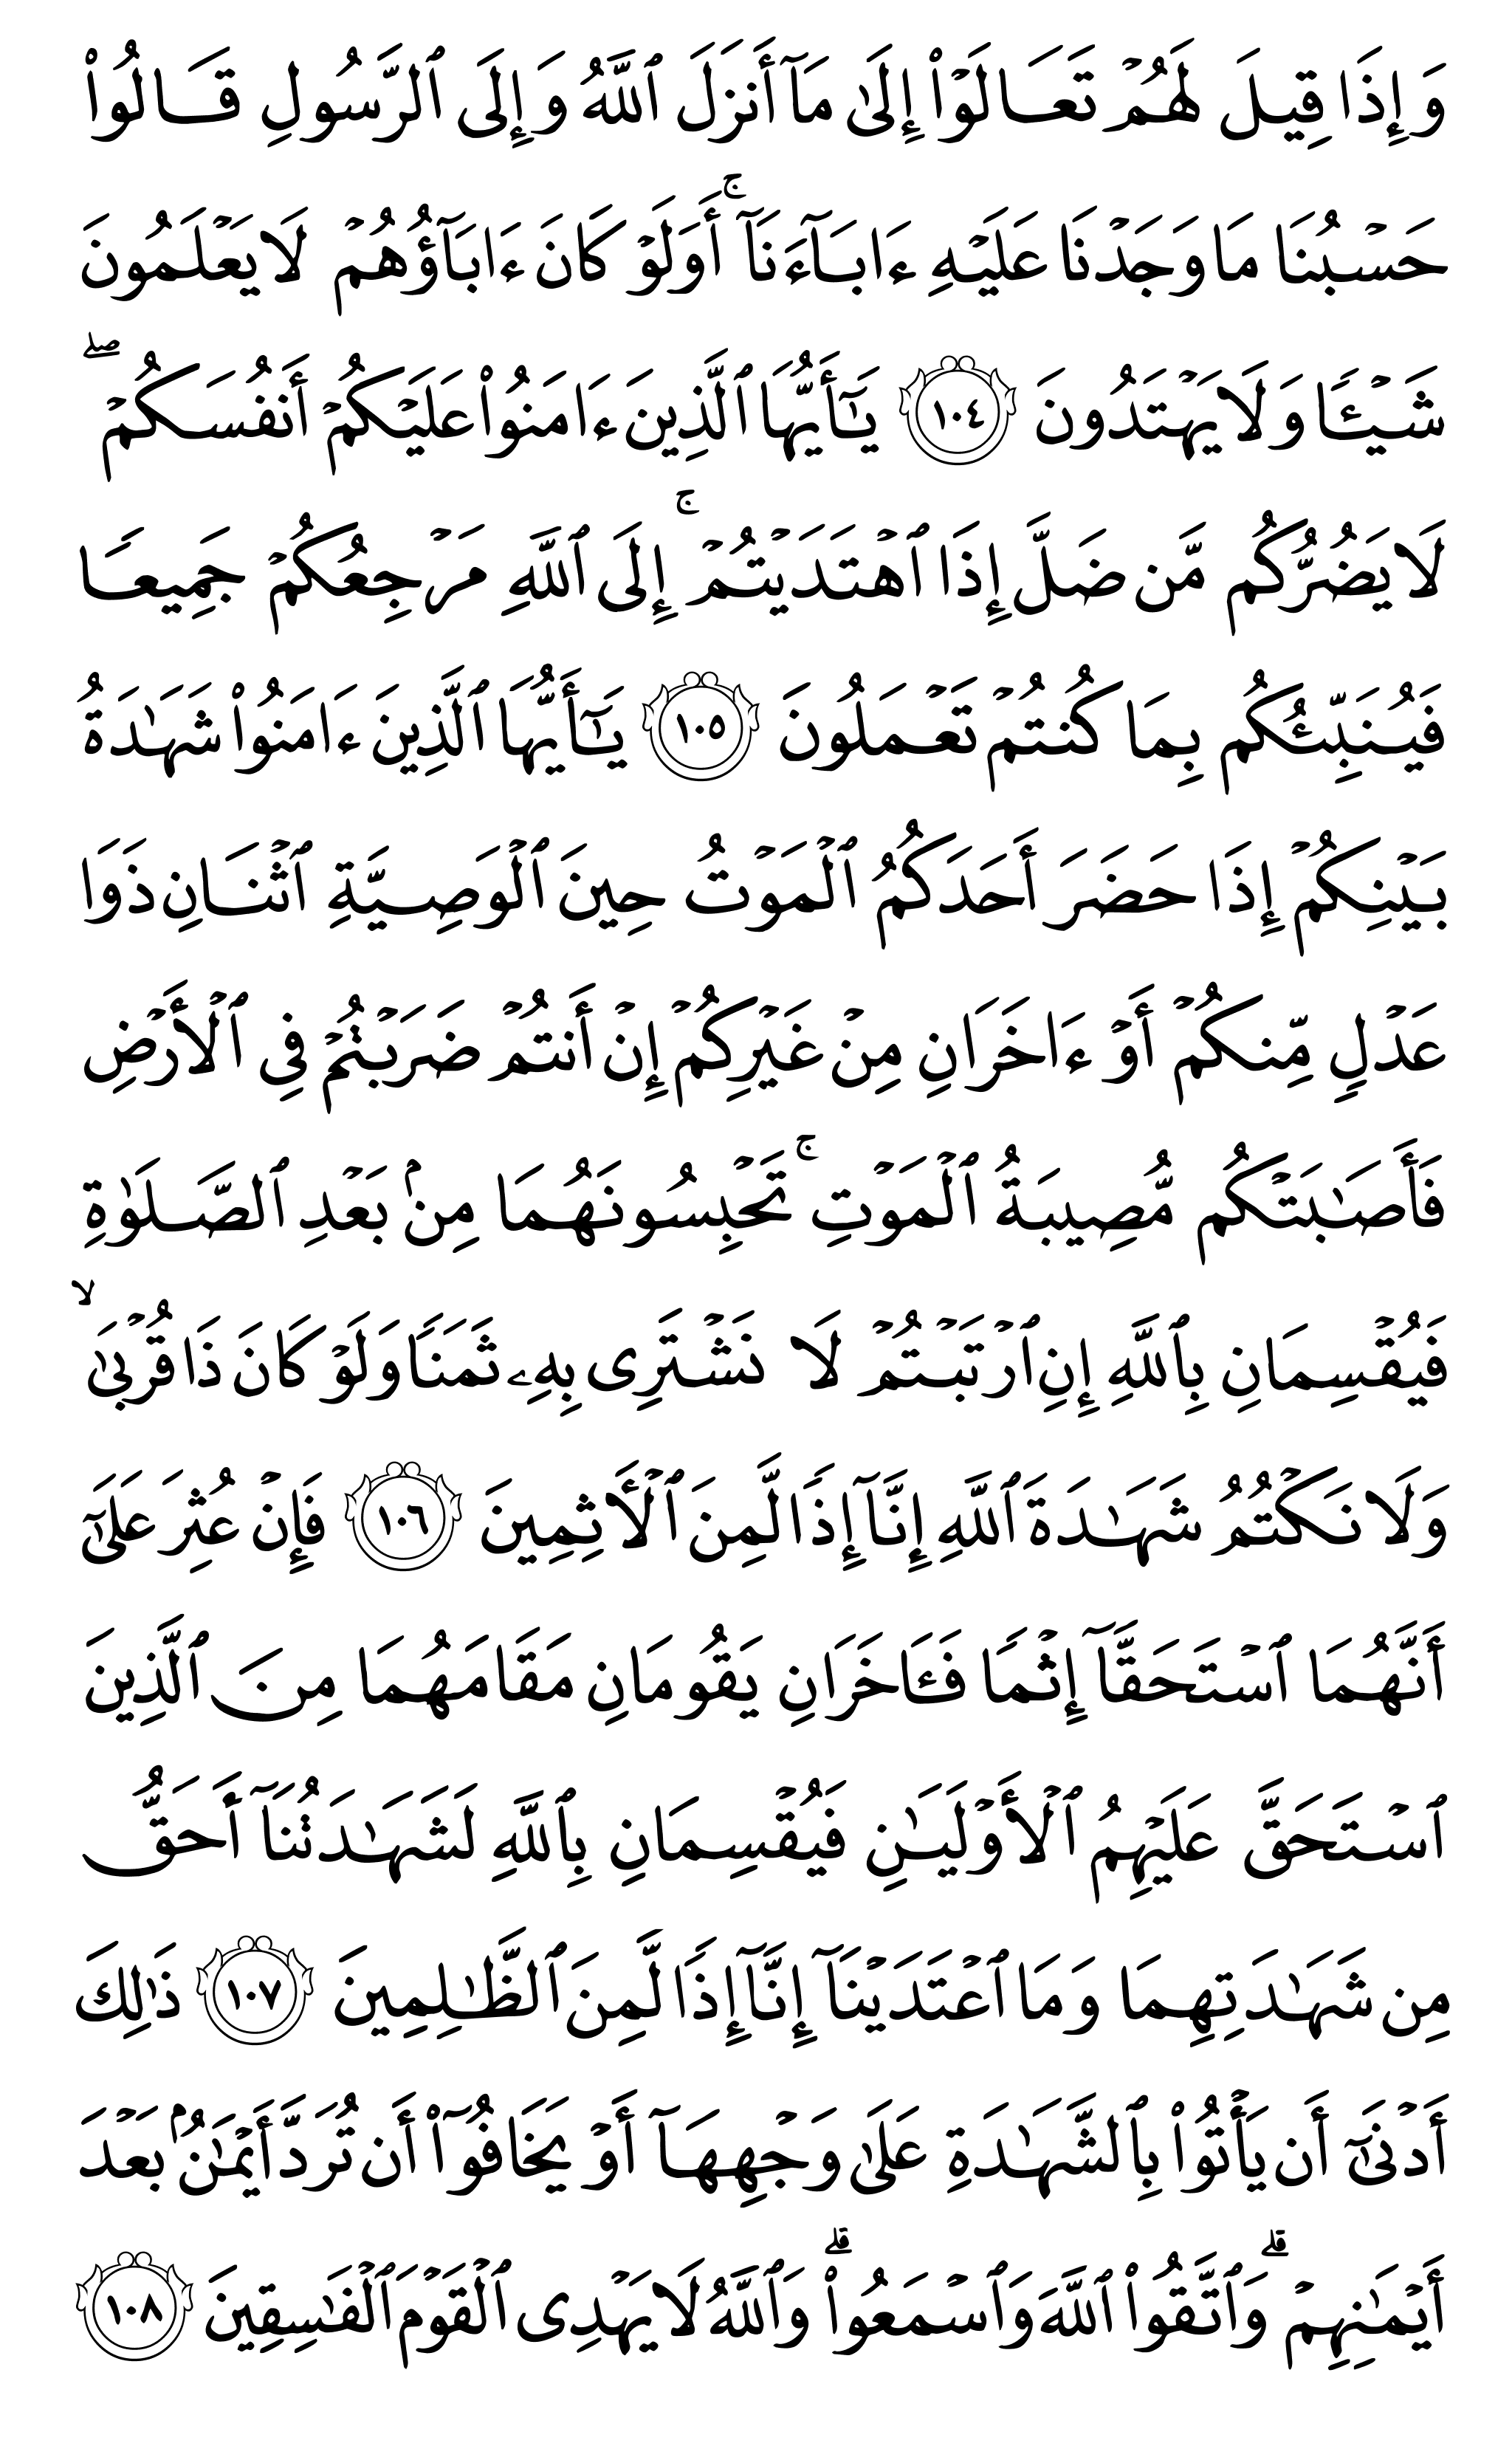 وَإِذَا قِيلَ لَهُمۡ تَعَالَوۡاْ إِلَىٰ مَآ أَنزَلَ ٱللَّهُ وَإِلَى ٱلرَّسُولِ قَالُواْ
حَسۡبُنَا مَا وَجَدۡنَا عَلَيۡهِ ءَابَآءَنَآۚ أَوَلَوۡ كَانَ ءَابَآؤُهُمۡ لَا يَعۡلَمُونَ
شَيۡـٔٗا وَلَا يَهۡتَدُونَ ١٠٤ يَـٰٓأَيُّهَا ٱلَّذِينَ ءَامَنُواْ عَلَيۡكُمۡ أَنفُسَكُمۡۖ
لَا يَضُرُّكُم مَّن ضَلَّ إِذَا ٱهۡتَدَيۡتُمۡۚ إِلَى ٱللَّهِ مَرۡجِعُكُمۡ جَمِيعٗا
فَيُنَبِّئُكُم بِمَا كُنتُمۡ تَعۡمَلُونَ ١٠٥ يَـٰٓأَيُّهَا ٱلَّذِينَ ءَامَنُواْ شَهَٰدَةُ
بَيۡنِكُمۡ إِذَا حَضَرَ أَحَدَكُمُ ٱلۡمَوۡتُ حِينَ ٱلۡوَصِيَّةِ ٱثۡنَانِ ذَوَا
عَدۡلٖ مِّنكُمۡ أَوۡ ءَاخَرَانِ مِنۡ غَيۡرِكُمۡ إِنۡ أَنتُمۡ ضَرَبۡتُمۡ فِي ٱلۡأَرۡضِ
فَأَصَٰبَتۡكُم مُّصِيبَةُ ٱلۡمَوۡتِۚ تَحۡبِسُونَهُمَا مِنۢ بَعۡدِ ٱلصَّلَوٰةِ
فَيُقۡسِمَانِ بِٱللَّهِ إِنِ ٱرۡتَبۡتُمۡ لَا نَشۡتَرِي بِهِۦ ثَمَنٗا وَلَوۡ كَانَ ذَا قُرۡبَىٰ ۙ
وَلَا نَكۡتُمُ شَهَٰدَةَ ٱللَّهِ إِنَّآ إِذٗا لَّمِنَ ٱلۡأٓثِمِينَ ١٠٦ فَإِنۡ عُثِرَ عَلَىٰٓ
أَنَّهُمَا ٱسۡتَحَقَّآ إِثۡمٗا فَـَٔاخَرَانِ يَقُومَانِ مَقَامَهُمَا مِنَ ٱلَّذِينَ
ٱسۡتَحَقَّ عَلَيۡهِمُ ٱلۡأَوۡلَيَٰنِ فَيُقۡسِمَانِ بِٱللَّهِ لَشَهَٰدَتُنَآ أَحَقُّ
مِن شَهَٰدَتِهِمَا وَمَا ٱعۡتَدَيۡنَآ إِنَّآ إِذٗا لَّمِنَ ٱلظَّٰلِمِينَ ١٠٧ ذَٰلِكَ
أَدۡنَىٰٓ أَن يَأۡتُواْ بِٱلشَّهَٰدَةِ عَلَىٰ وَجۡهِهَآ أَوۡ يَخَافُوٓاْ أَن تُرَدَّ أَيۡمَٰنُۢ بَعۡدَ
أَيۡمَٰنِهِمۡۗ وَٱتَّقُواْ ٱللَّهَ وَٱسۡمَعُواْۗ وَٱللَّهُ لَا يَهۡدِي ٱلۡقَوۡمَ ٱلۡفَٰسِقِينَ ١٠٨